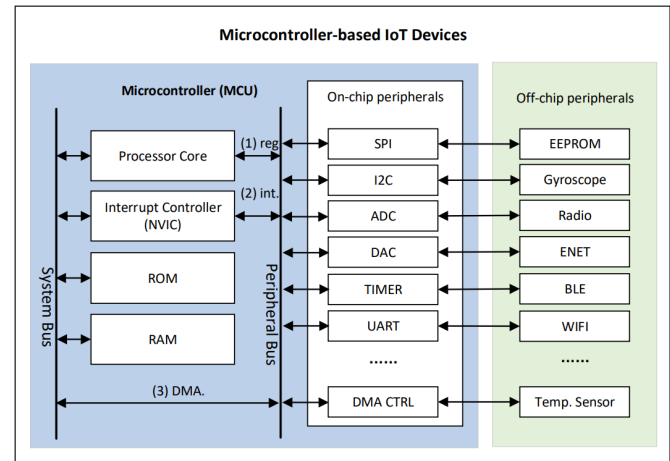 Microcontroller-based IoT Devices
Microcontroller (MCU)
On-chip peripherals
Off-chip peripherals
System Bus
Processor Core
(1) reg
Interrupt Controller
(NVIC)
(2) int.
ROM
RAM
(3) DMA.
Peripheral Bus
SPI
EEPROM
I2C
Gyroscope
ADC
Radio
DAC
ENET
TIMER
BLE
UART
WIFI
......
......
DMA CTRL
Temp. Sensor